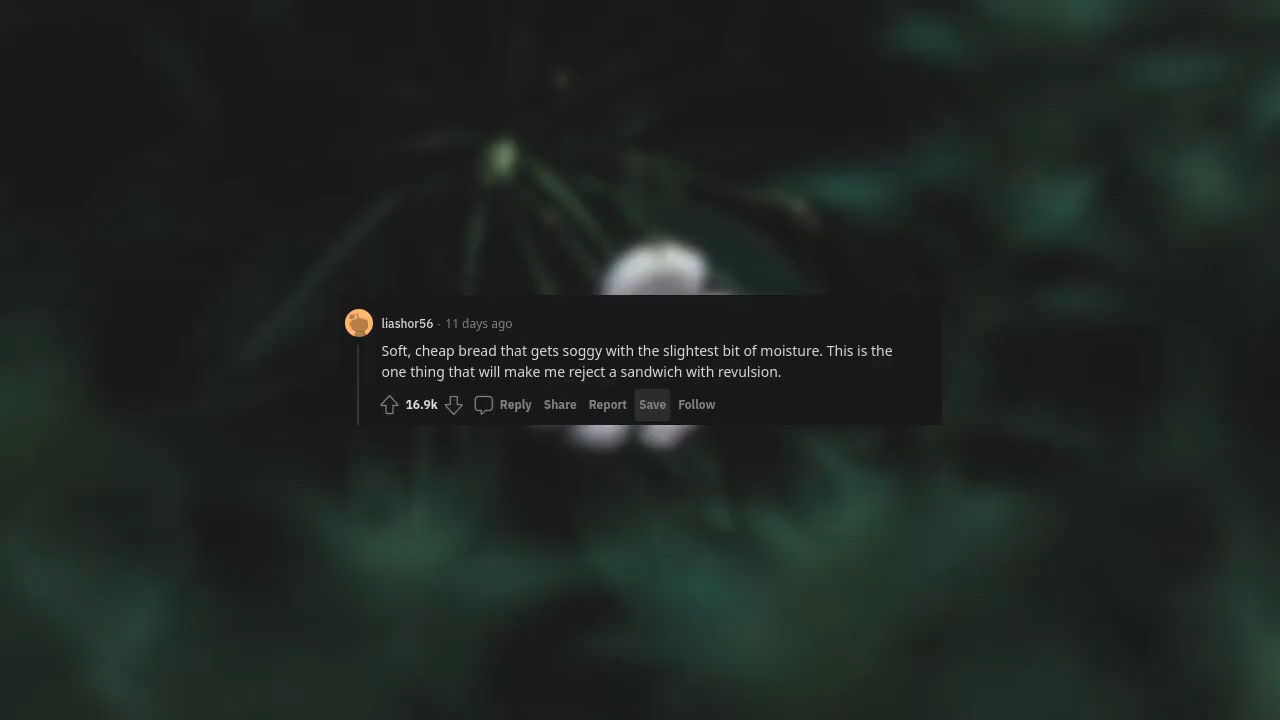 liashor56 · 11 days ago
Soft, cheap bread that gets soggy with the slightest bit of moisture. This is the
one thing that will make me reject a sandwich with revulsion.
16.9k Reply Share Report Save Follow